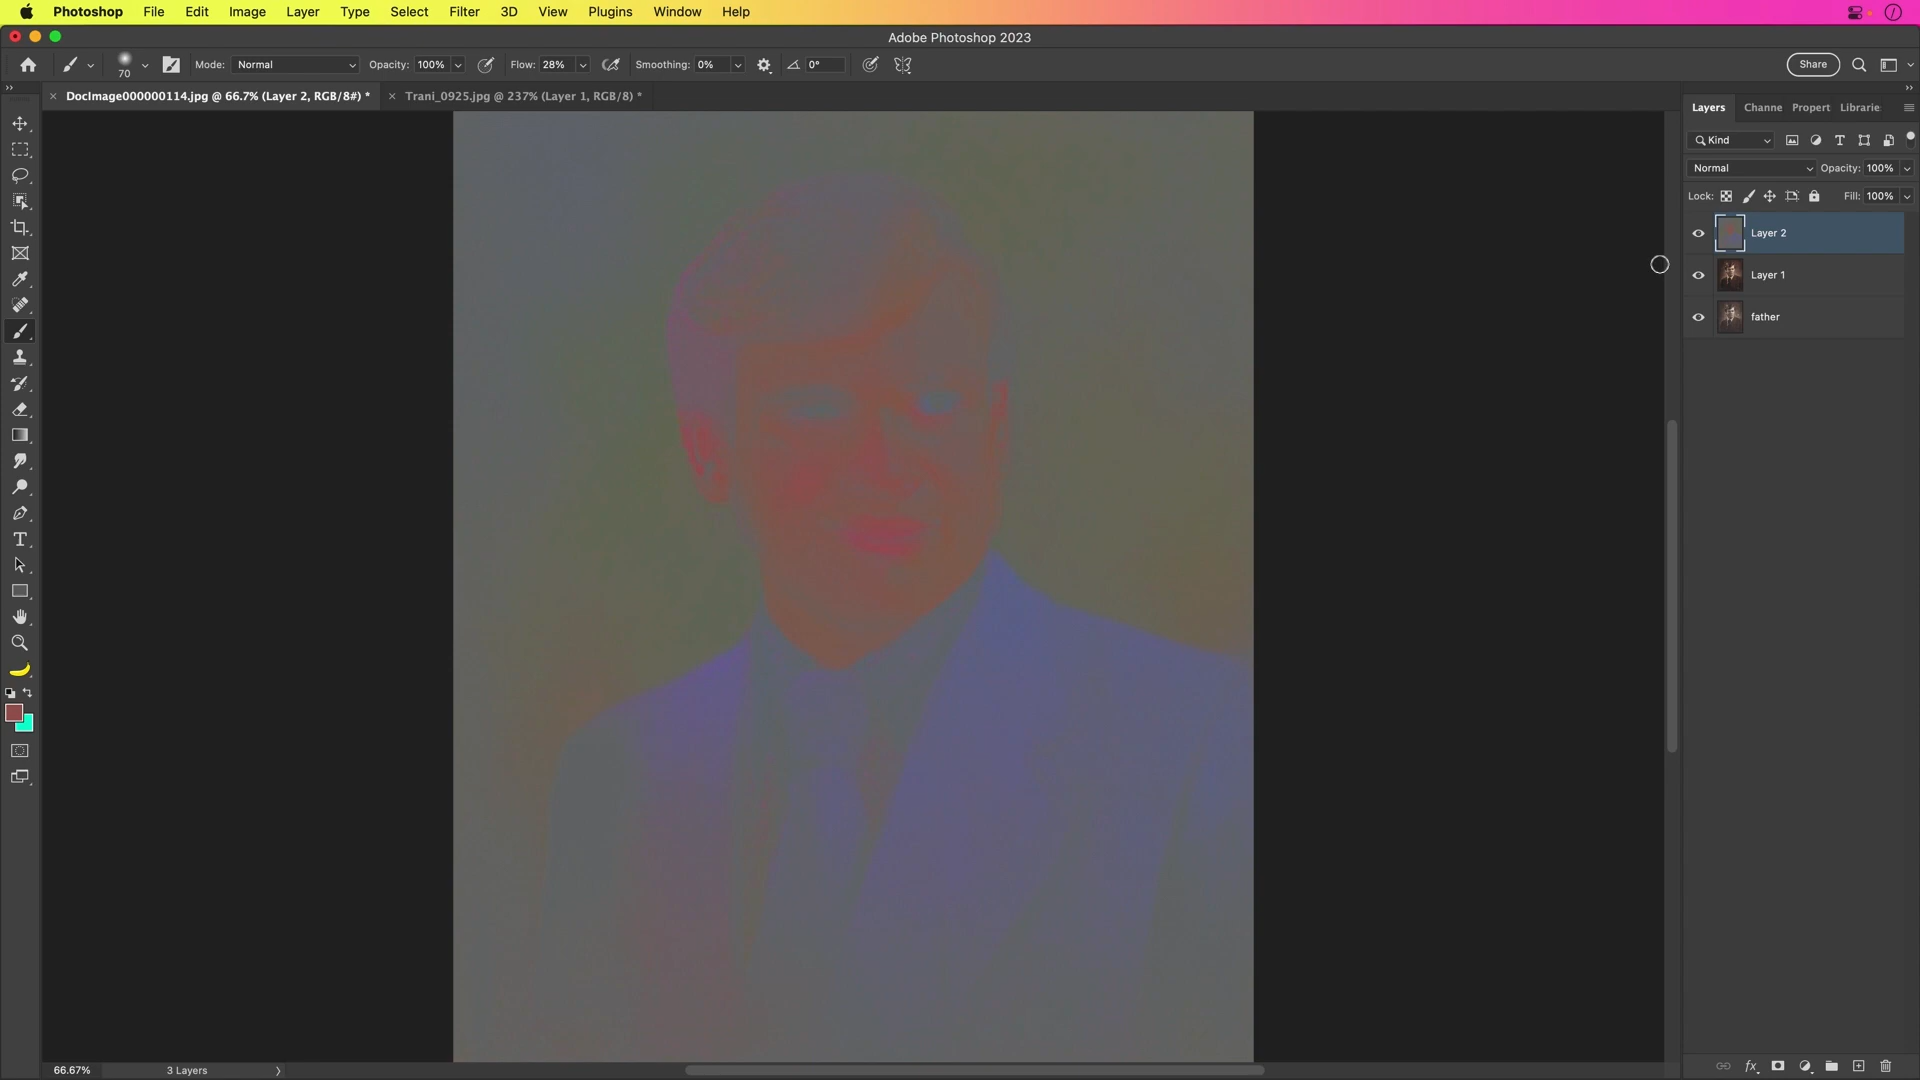 Photoshop File Edit Image Layer Type Select Filter 3D View Plugins Window Help
Adobe Photoshop 2023
70 Mode: Normal Opacity: 100% Flow: 28% Smoothing: 0% 0° Share
DocImage000000114.jpg @ 66.7% (Layer 2, RGB/8#) * Trani_0925.jpg @ 237% (Layer 1, RGB/8) *
Layers Channe Propert Librarie
Kind
Normal Opacity: 100%
Lock: Fill: 100%
Layer 2
Layer 1
father
66.67% 3 Layers